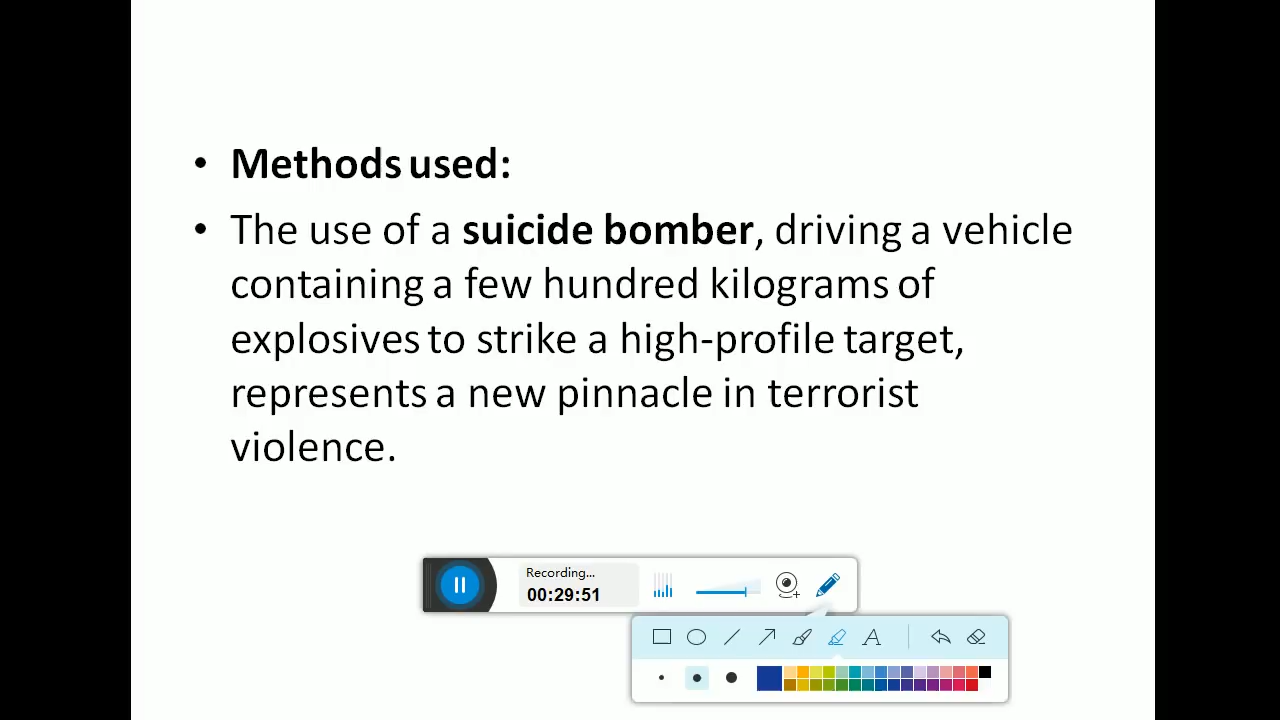 • Methods used:
• The use of a suicide bomber, driving a vehicle
containing a few hundred kilograms of
explosives to strike a high-profile target,
represents a new pinnacle in terrorist
violence.
Recording...
00:29:51
A